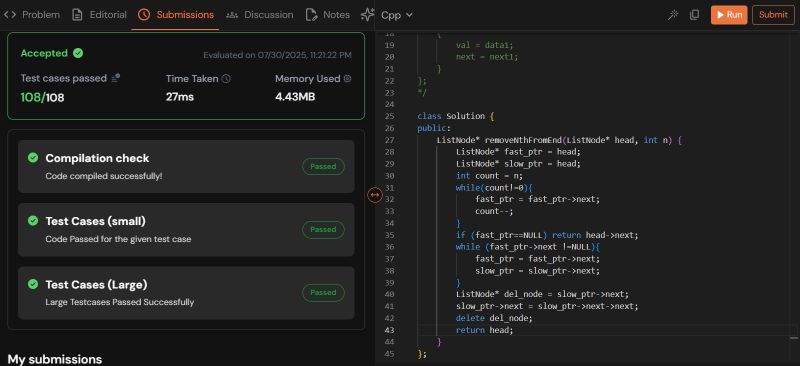 <> Problem
Editorial
Submissions
Discussion
Notes
Cpp
Run
Submit
Accepted
Evaluated on 07/30/2025, 11:21:22 PM
Test cases passed
Time Taken
Memory Used
108/108
27ms
4.43MB
Compilation check
Code compiled successfully!
Passed
Test Cases (small)
Code Passed for the given test case
Passed
Test Cases (Large)
Large Testcases Passed Successfully
Passed
My submissions
18 {
19 val = data1;
20 next = next1;
21 }
22 };
23 */
24
25 class Solution {
26 public:
27 ListNode* removeNthFromEnd(ListNode* head, int n) {
28 ListNode* fast_ptr = head;
29 ListNode* slow_ptr = head;
30 int count = n;
31 while(count!=0){
32 fast_ptr = fast_ptr->next;
33 count--;
34 }
35 if (fast_ptr==NULL) return head->next;
36 while (fast_ptr->next !=NULL){
37 fast_ptr = fast_ptr->next;
38 slow_ptr = slow_ptr->next;
39 }
40 ListNode* del_node = slow_ptr->next;
41 slow_ptr->next = slow_ptr->next->next;
42 delete del_node;
43 return head;
44 }
45 };